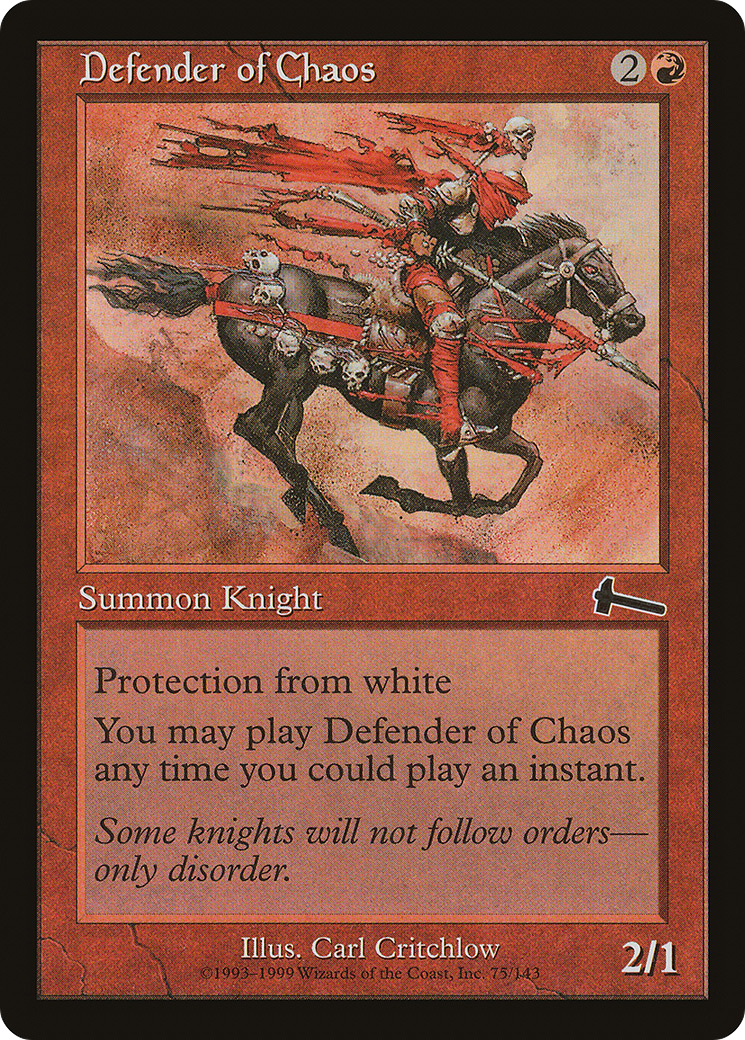 Defender of Chaos
2
Summon Knight
Protection from white
You may play Defender of Chaos
any time you could play an instant.
Some knights will not follow orders—
only disorder.
Illus. Carl Critchlow
©1993–1999 Wizards of the Coast, Inc. 75/143
2/1